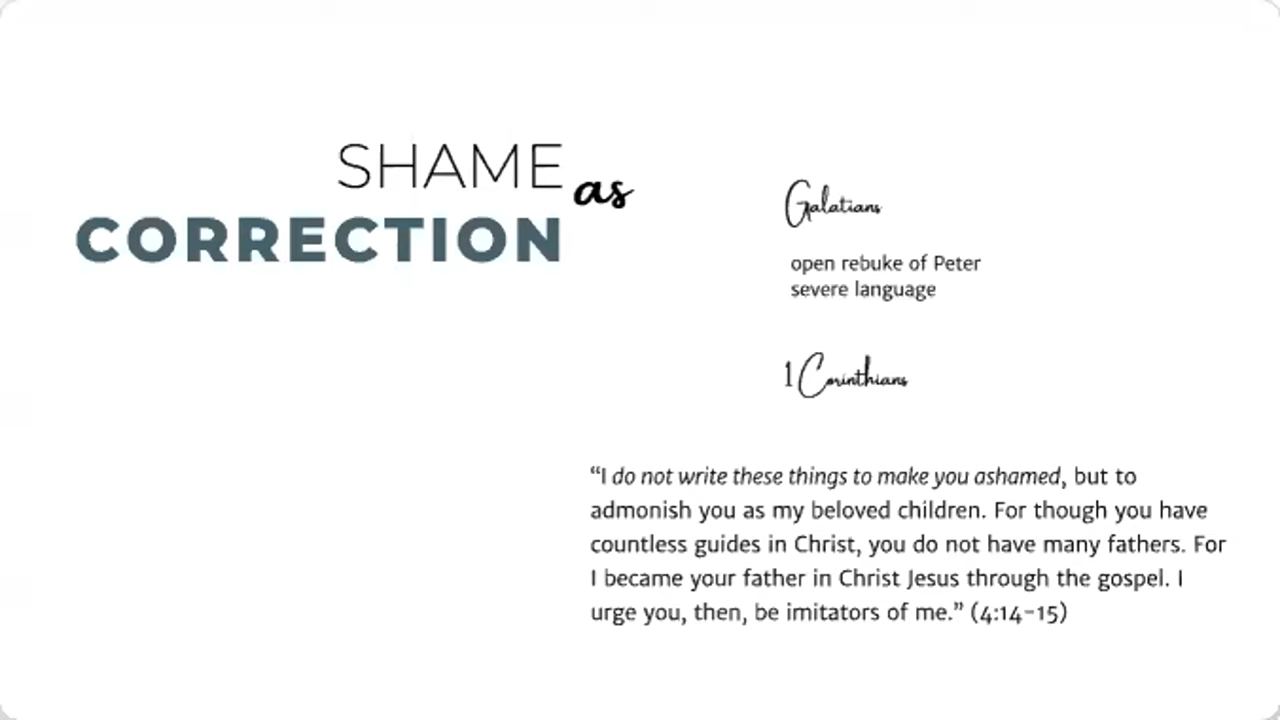 SHAME as
CORRECTION
Galatians
open rebuke of Peter
severe language
1 Corinthians
“I do not write these things to make you ashamed, but to
admonish you as my beloved children. For though you have
countless guides in Christ, you do not have many fathers. For
I became your father in Christ Jesus through the gospel. I
urge you, then, be imitators of me.” (4:14–15)